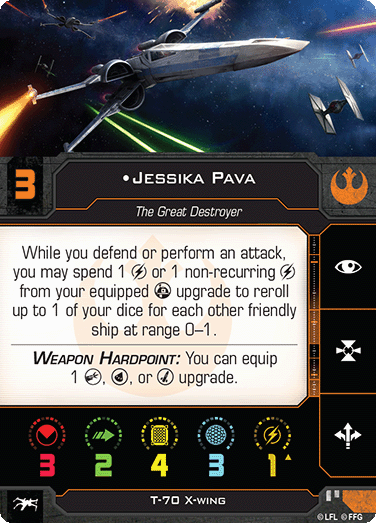 3
•Jessika Pava
The Great Destroyer
While you defend or perform an attack,
you may spend 1 or 1 non-recurring
from your equipped upgrade to reroll
up to 1 of your dice for each other friendly
ship at range 0–1.
Weapon Hardpoint: You can equip
1 , , or upgrade.
3 2 4 3 1
T-70 X-wing
© LFL © FFG